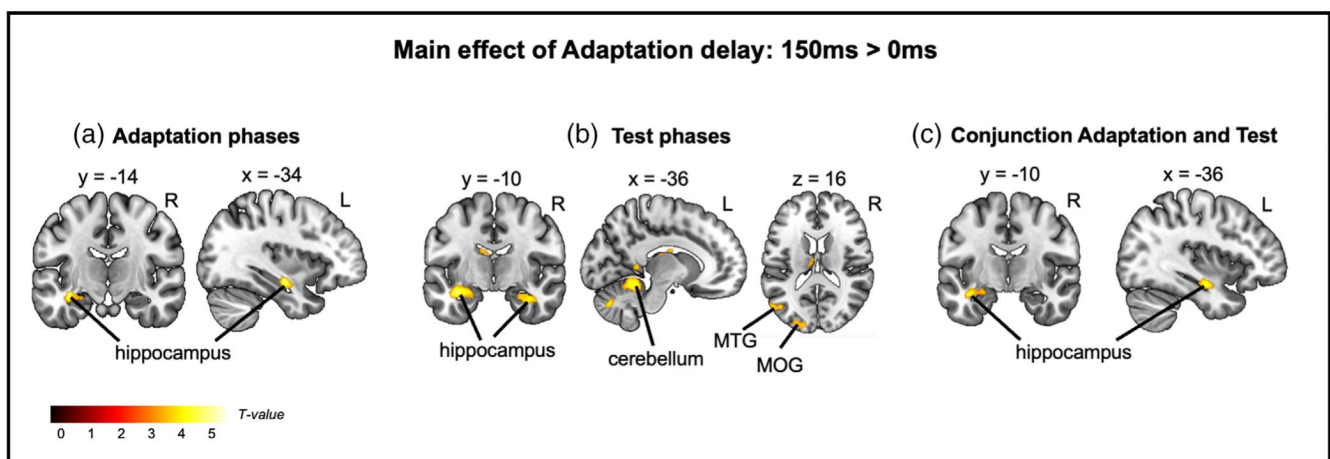 Main effect of Adaptation delay: 150ms > 0ms
(a) Adaptation phases
y = -14
R
x = -34
L
hippocampus
(b) Test phases
y = -10
R
x = -36
L
z = 16
R
hippocampus
cerebellum
MTG
MOG
(c) Conjunction Adaptation and Test
y = -10
R
x = -36
L
hippocampus
T-value
0 1 2 3 4 5